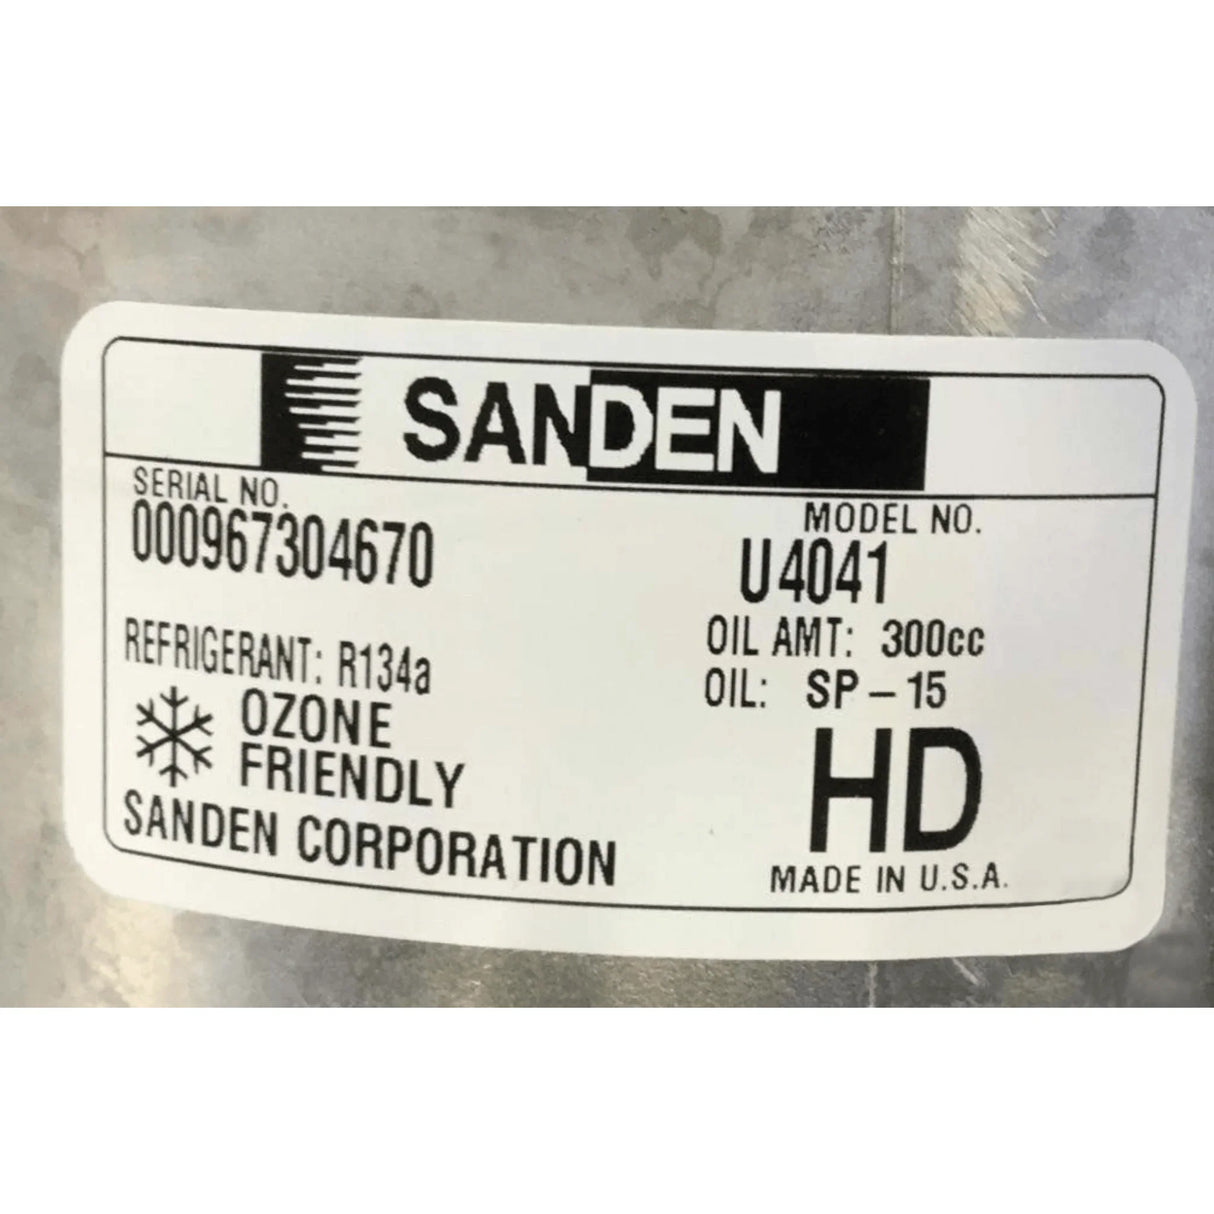 SANDEN
SERIAL NO.
000967304670
MODEL NO.
U4041
OIL AMT: 300cc
OIL: SP-15
REFRIGERANT: R134a
OZONE
FRIENDLY
HD
SANDEN CORPORATION
MADE IN U.S.A.